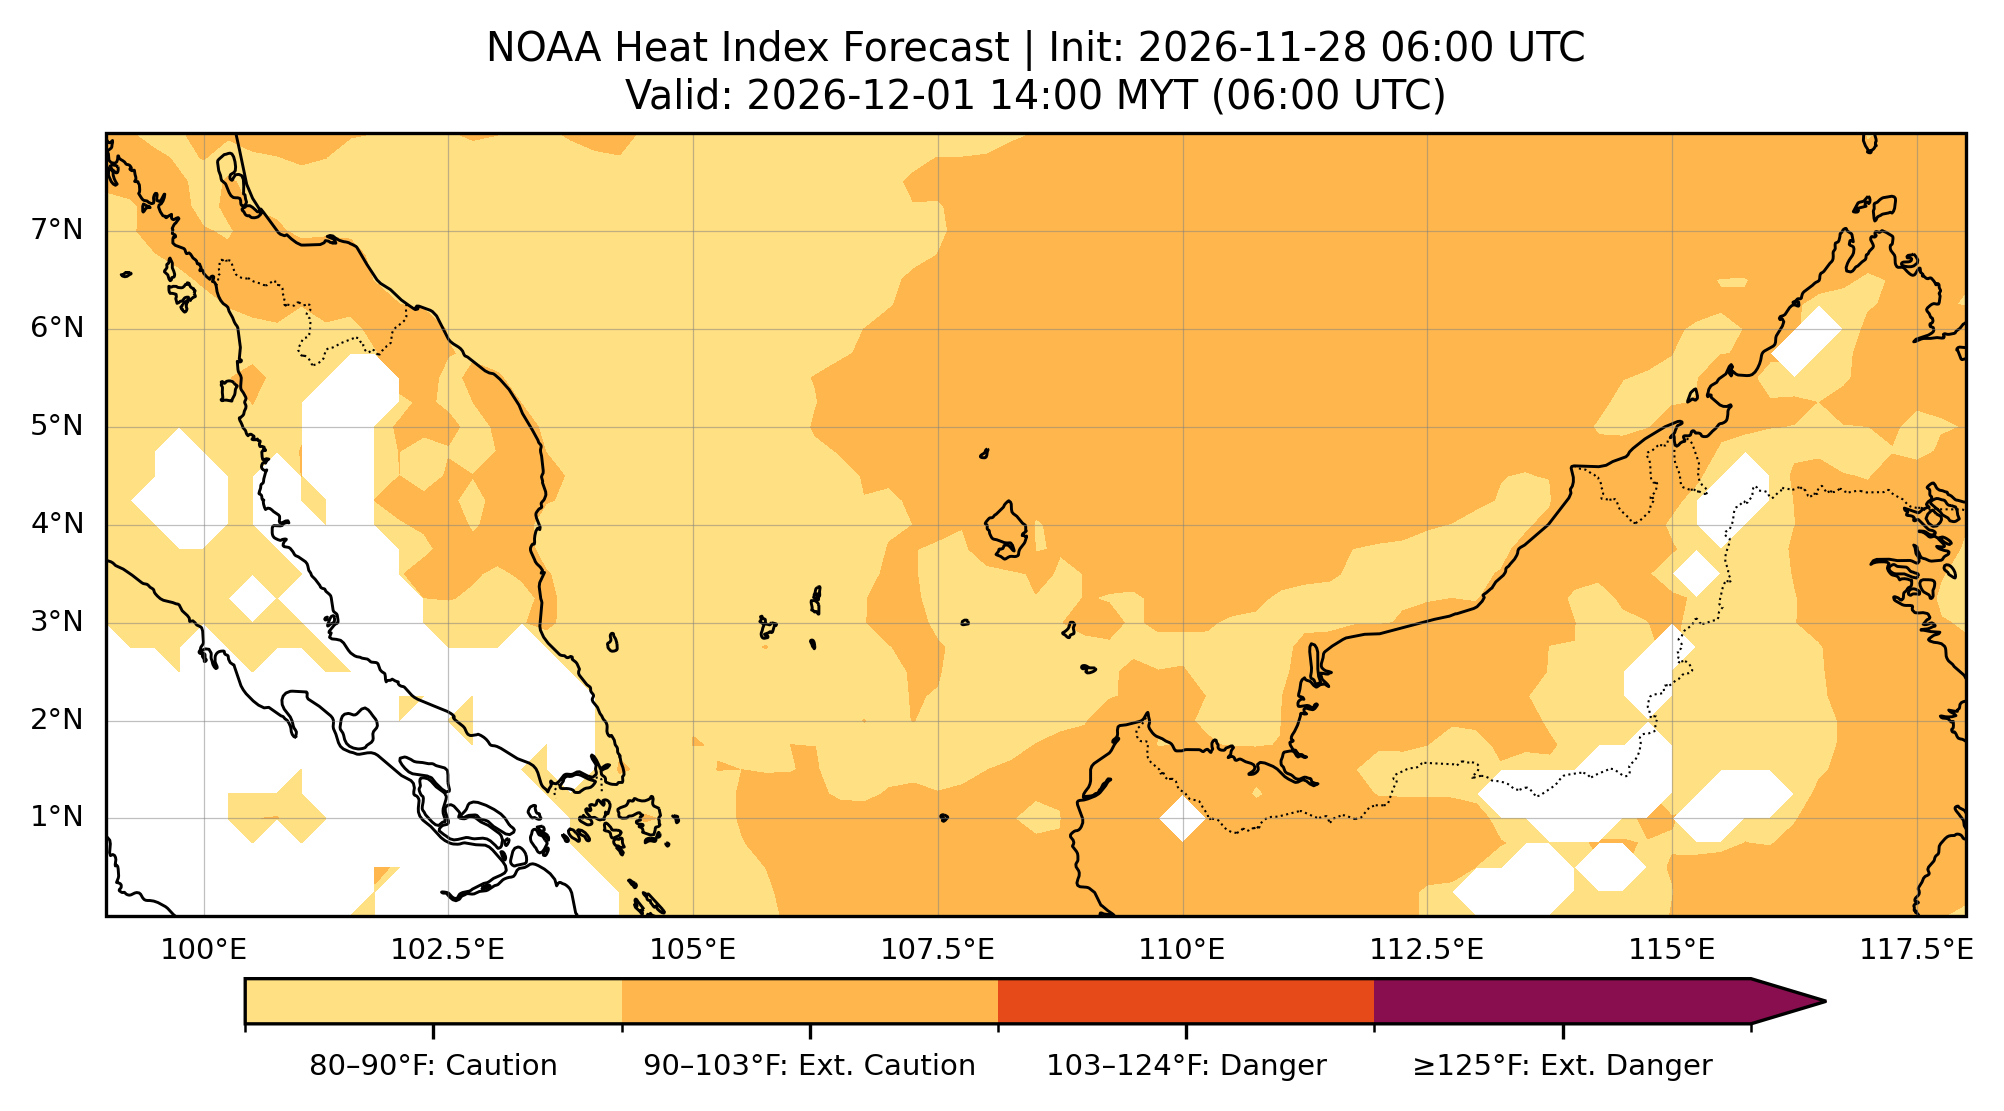 NOAA Heat Index Forecast | Init: 2026-11-28 06:00 UTC
Valid: 2026-12-01 14:00 MYT (06:00 UTC)
7°N
6°N
5°N
4°N
3°N
2°N
1°N
100°E 102.5°E 105°E 107.5°E 110°E 112.5°E 115°E 117.5°E
80–90°F: Caution 90–103°F: Ext. Caution 103–124°F: Danger ≥125°F: Ext. Danger